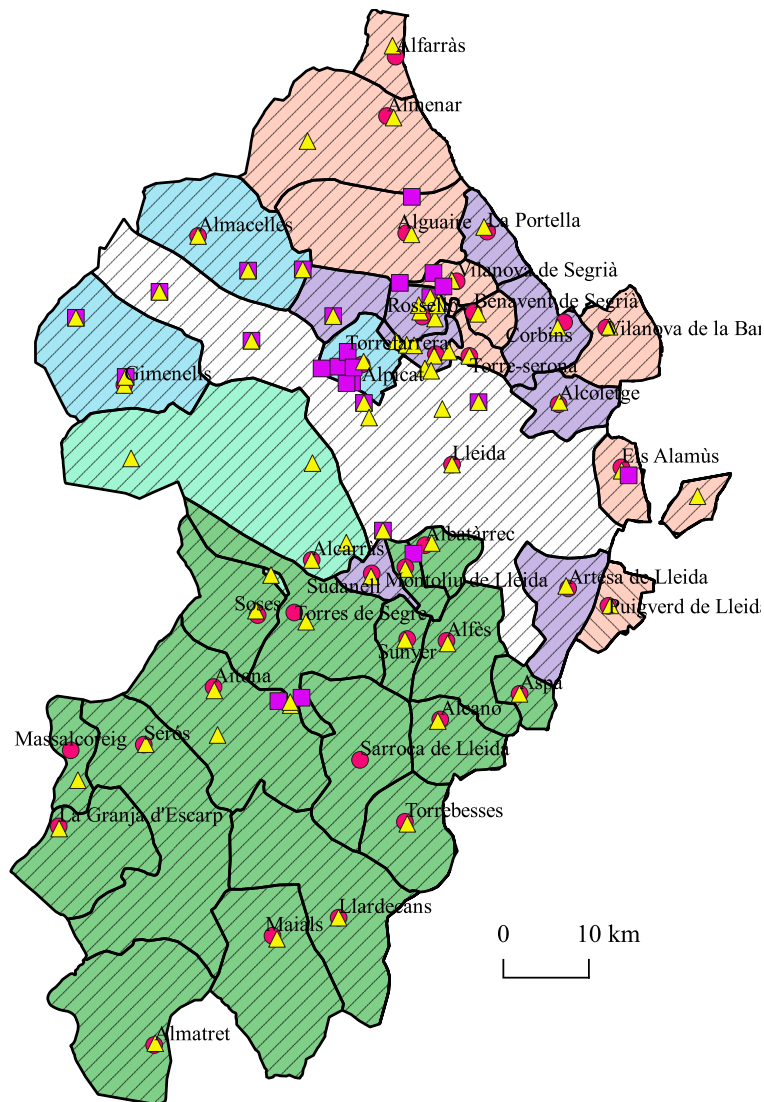 Alfarràs
Almenar
La Portella
Almacelles
Alguaire
Vilanova de Segrià
Benavent de Segrià
Rosselló
Corbins
Vilanova de la Bar
Torrefarrera
Torre-serona
Gimenells
Alpicat
Alcoletge
Lleida
Els Alamùs
Albatàrrec
Alcarràs
Artesa de Lleida
Sudanell
Montoliu de Lleida
Soses
Torres de Segre
Puigverd de Lleida
Alfès
Sunyer
Aitona
Aspa
Alcanó
Massalcoreig
Seròs
Sarroca de Lleida
La Granja d'Escarp
Torrebesses
Llardecans
Maials
0 10 km
Almatret